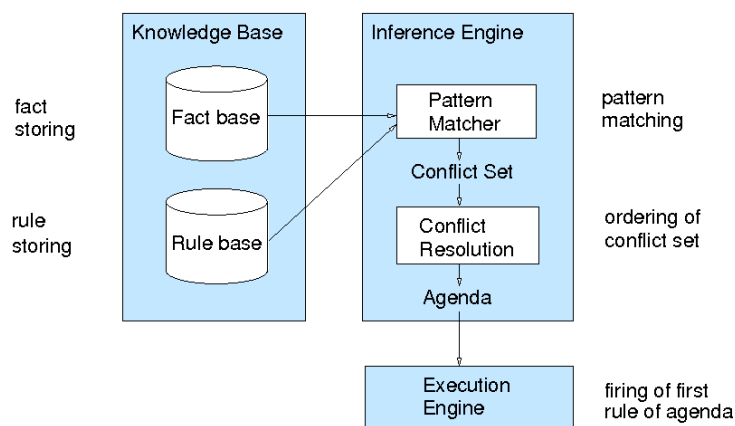 Knowledge Base
Inference Engine
fact
storing
Fact base
Pattern
Matcher
pattern
matching
Conflict Set
rule
storing
Rule base
Conflict
Resolution
ordering of
conflict set
Agenda
Execution
Engine
firing of first
rule of agenda